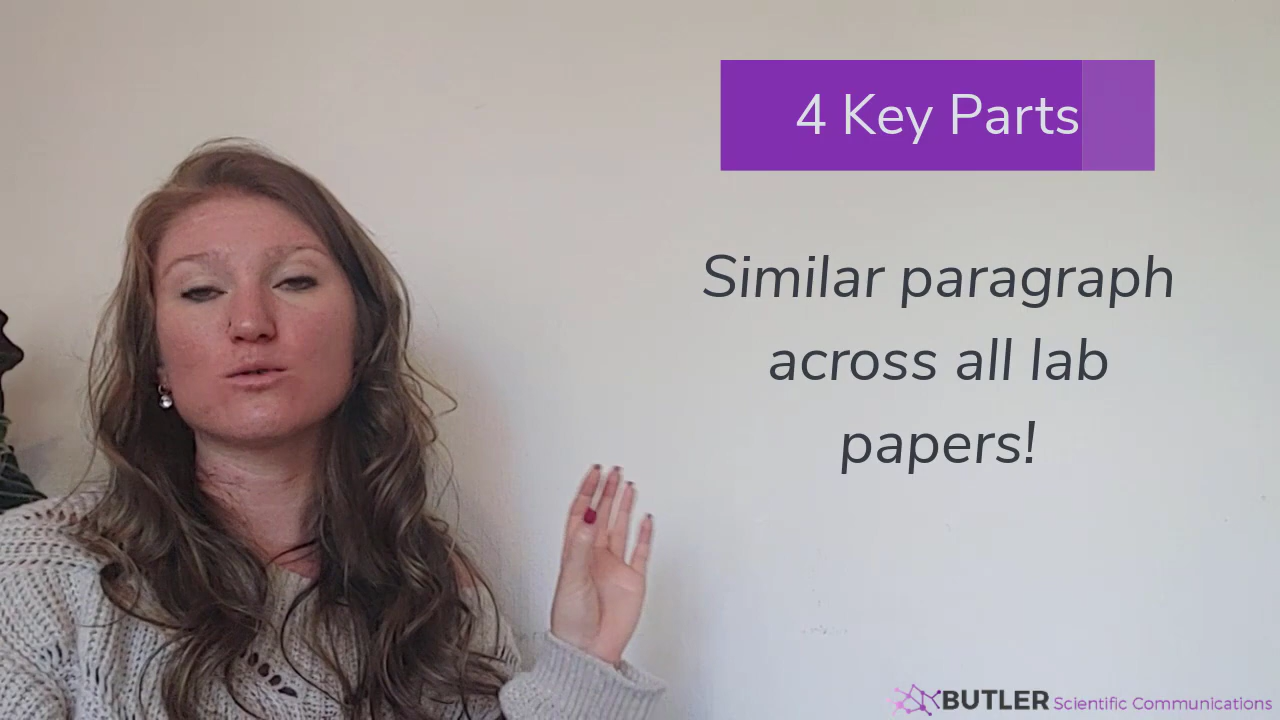 4 Key Parts
Similar paragraph
across all lab
papers!
BUTLER Scientific Communications